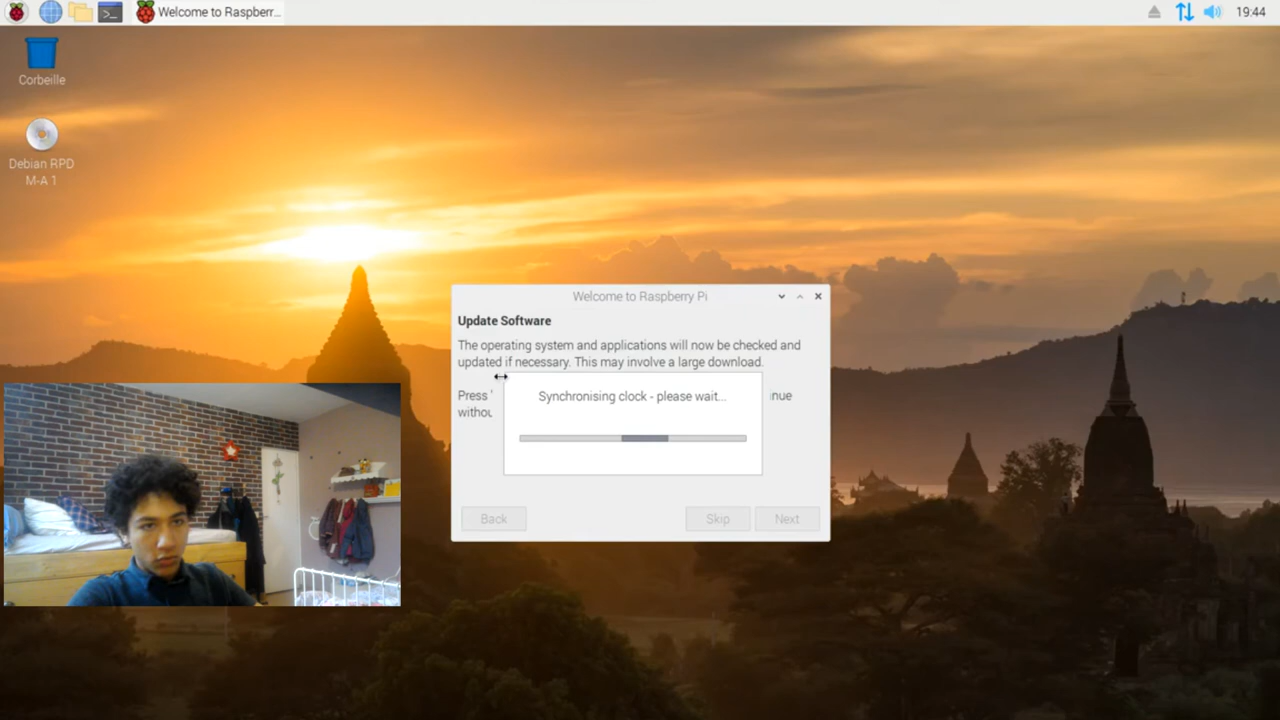 Welcome to Raspberr...
19:44
Corbeille
Debian RPD
M-A 1
Welcome to Raspberry Pi
Update Software
The operating system and applications will now be checked and
updated if necessary. This may involve a large download.
Press '
nue
withou
Synchronising clock - please wait...
Back
Skip
Next